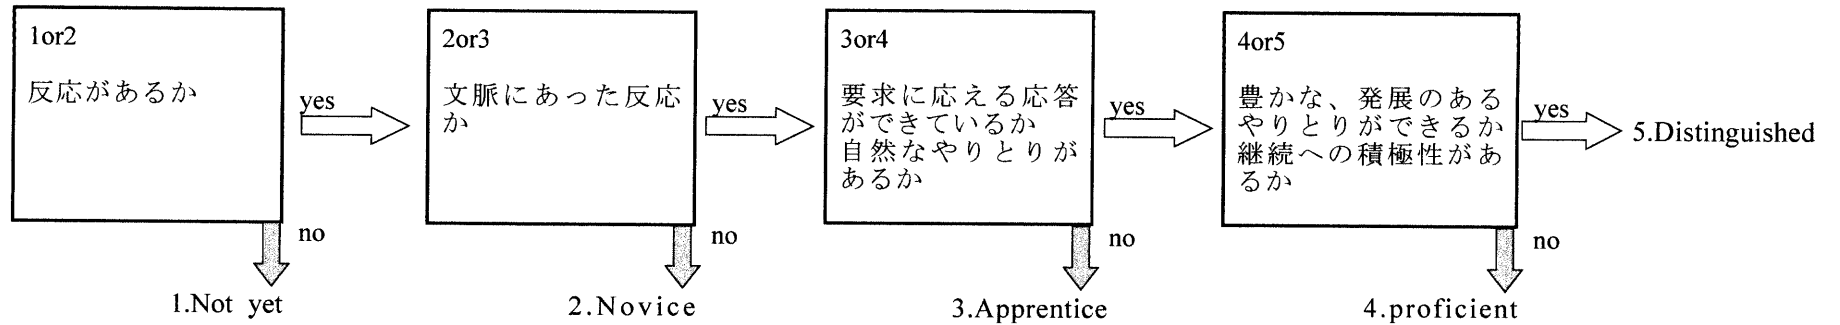 1or2
反応があるか
yes
no
1.Not yet
2or3
文脈にあった反応
か
yes
no
2.Novice
3or4
要求に応える応答
ができているか
自然なやりとりが
あるか
yes
no
3.Apprentice
4or5
豊かな、発展のある
やりとりができるか
継続への積極性があ
るか
yes
no
4.proficient
5.Distinguished